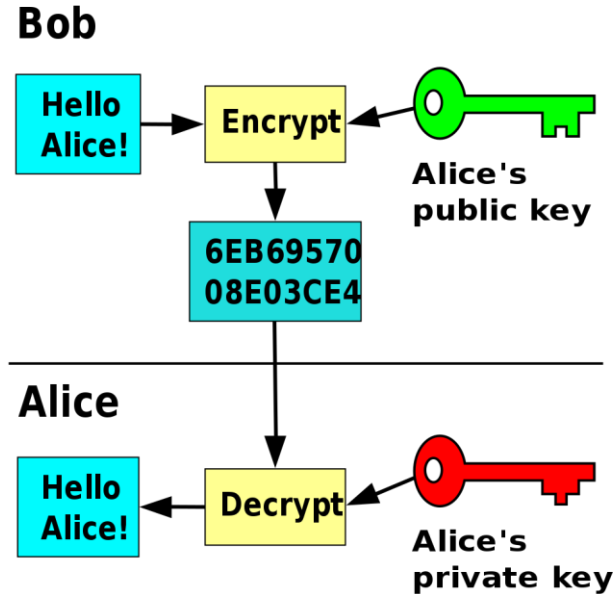 Bob
Hello
Alice!
Encrypt
Alice's
public key
6EB69570
08E03CE4
Alice
Hello
Alice!
Decrypt
Alice's
private key